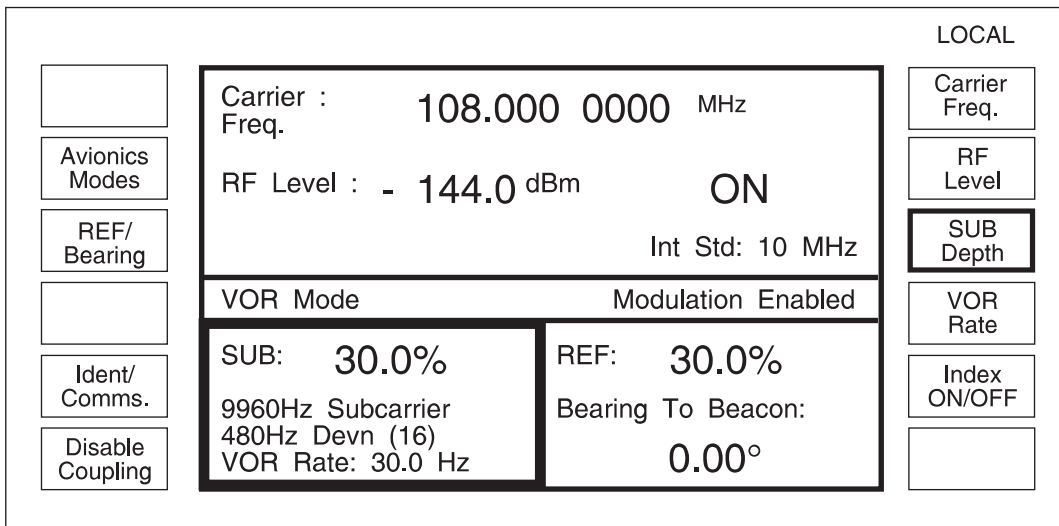 LOCAL
Avionics
Modes
REF/
Bearing
Ident/
Comms.
Disable
Coupling
Carrier :
Freq.
108.000 0000 MHz
RF Level : - 144.0 dBm ON
Int Std: 10 MHz
VOR Mode
Modulation Enabled
SUB: 30.0%
9960Hz Subcarrier
480Hz Devn (16)
VOR Rate: 30.0 Hz
REF: 30.0%
Bearing To Beacon:
0.00°
Carrier
Freq.
RF
Level
SUB
Depth
VOR
Rate
Index
ON/OFF